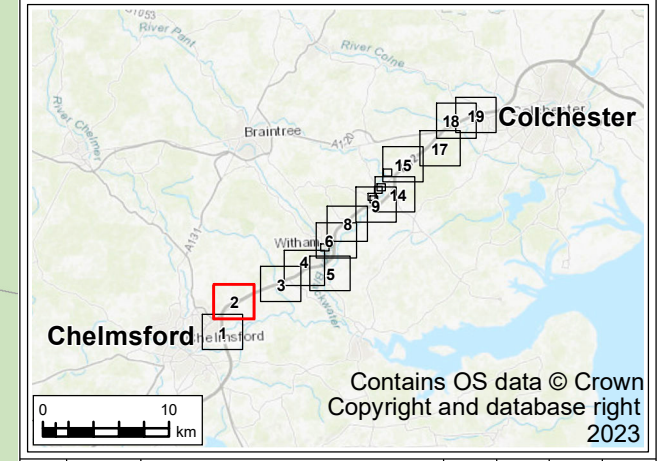 A1053
River Pant
River Colne
River Chelmer
Braintree
A120
18
19
Colchester
17
15
14
9
8
Witham
6
4
5
3
A131
2
1
Chelmsford
Chelmsford
Contains OS data © Crown
Copyright and database right
2023
0 10
km